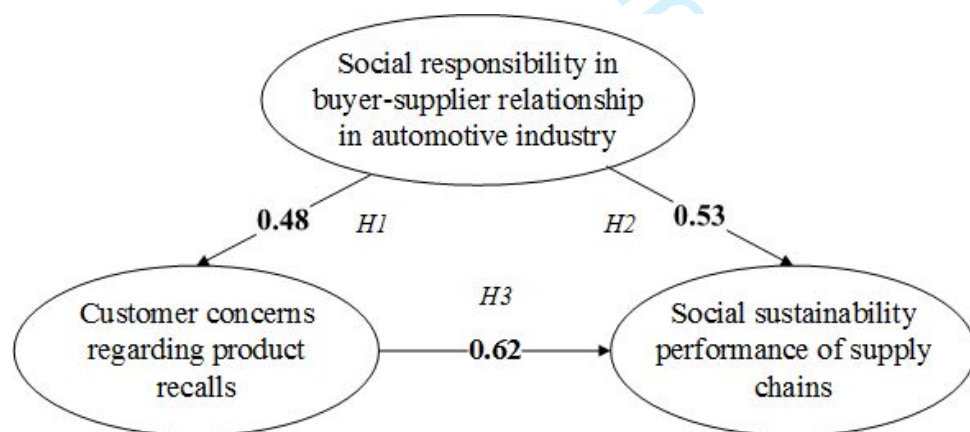 Social responsibility in
buyer-supplier relationship
in automotive industry
0.48
H1
H2
0.53
Customer concerns
regarding product
recalls
H3
0.62
Social sustainability
performance of supply
chains